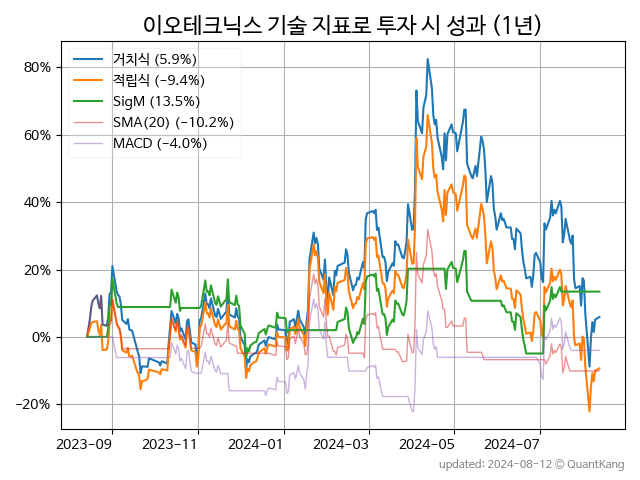 이오테크닉스 기술 지표로 투자 시 성과 (1년)
거치식 (5.9%)
적립식 (−9.4%)
SigM (13.5%)
SMA(20) (−10.2%)
MACD (−4.0%)
80%
60%
40%
20%
0%
−20%
2023-09 2023-11 2024-01 2024-03 2024-05 2024-07
updated: 2024-08-12 © QuantKang